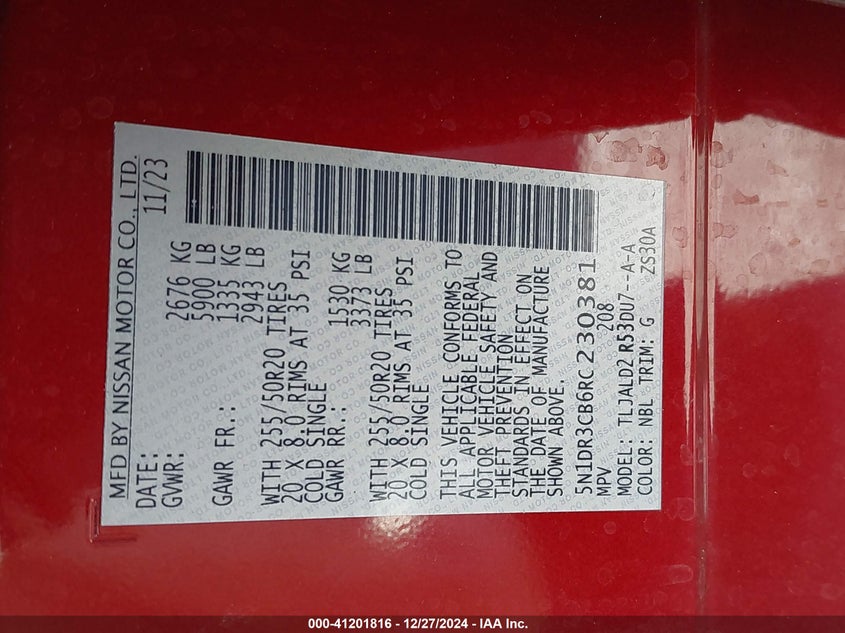 MFD BY NISSAN MOTOR CO., LTD.
DATE: 11/23
GVWR: 2676 KG
5900 LB
GAWR FR.: 1335 KG
2943 LB
WITH 255/50R20 TIRES
20 X 8.0 RIMS AT 35 PSI
COLD SINGLE
GAWR RR.: 1530 KG
3373 LB
WITH 255/50R20 TIRES
20 X 8.0 RIMS AT 35 PSI
COLD SINGLE
THIS VEHICLE CONFORMS TO
ALL APPLICABLE FEDERAL
MOTOR VEHICLE SAFETY AND
THEFT PREVENTION
STANDARDS IN EFFECT ON
THE DATE OF MANUFACTURE
SHOWN ABOVE.
5N1DR3CB6RC230381
MPV 208
MODEL: TLJALDZ R53DU7--A-A
COLOR: NBL TRIM: G ZS30A
000-41201816 - 12/27/2024 - IAA Inc.